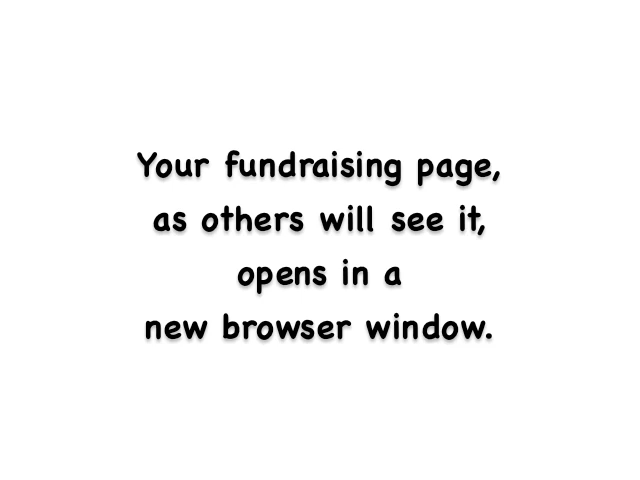 Your fundraising page,
as others will see it,
opens in a
new browser window.